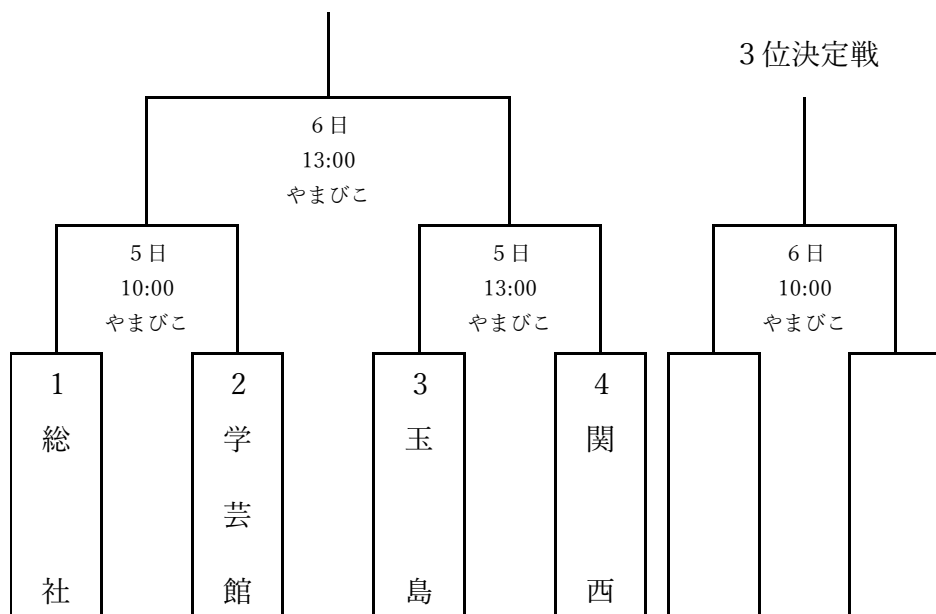 3位決定戦
6日
13:00
やまびこ
5日
10:00
やまびこ
5日
13:00
やまびこ
6日
10:00
やまびこ
1
総社
2
学芸館
3
玉島
4
関西